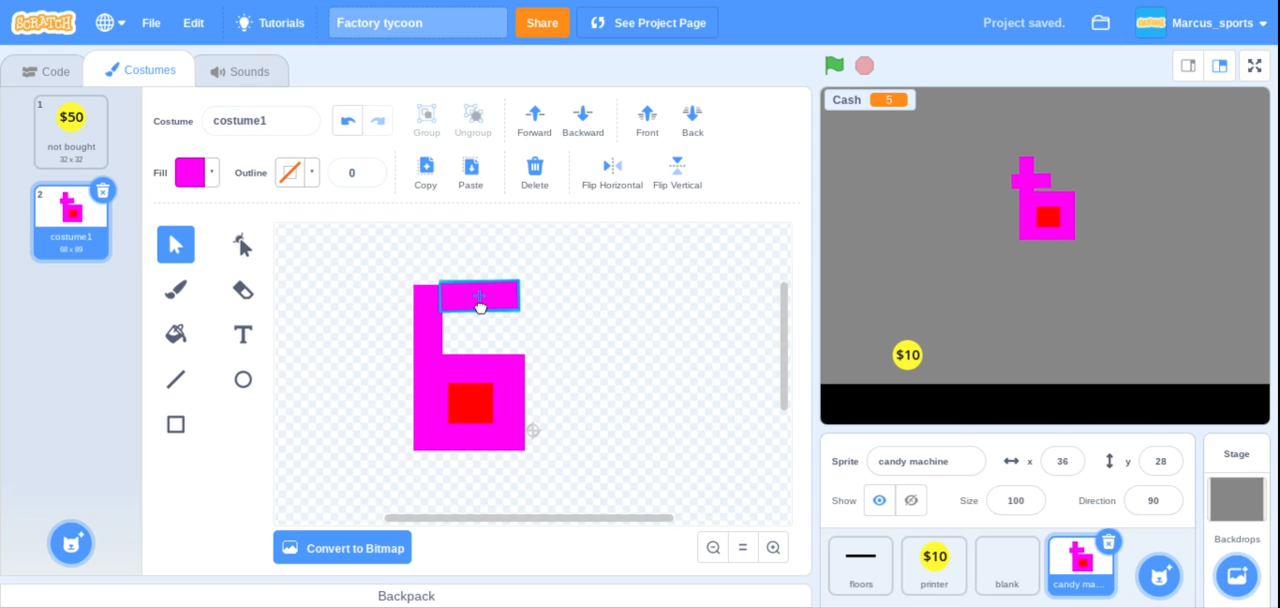 SCRATCH File Edit Tutorials Factory tycoon Share See Project Page Project saved. Marcus_sports
Code Costumes Sounds
1
$50
not bought
32 x 32
2
costume1
68 x 89
Costume costume1 Group Ungroup Forward Backward Front Back
Fill Outline 0 Copy Paste Delete Flip Horizontal Flip Vertical
T
Convert to Bitmap
Backpack
Cash 5
$10
Sprite candy machine x 36 y 28
Show Size 100 Direction 90
floors
$10
printer
blank
candy ma...
Stage
Backdrops